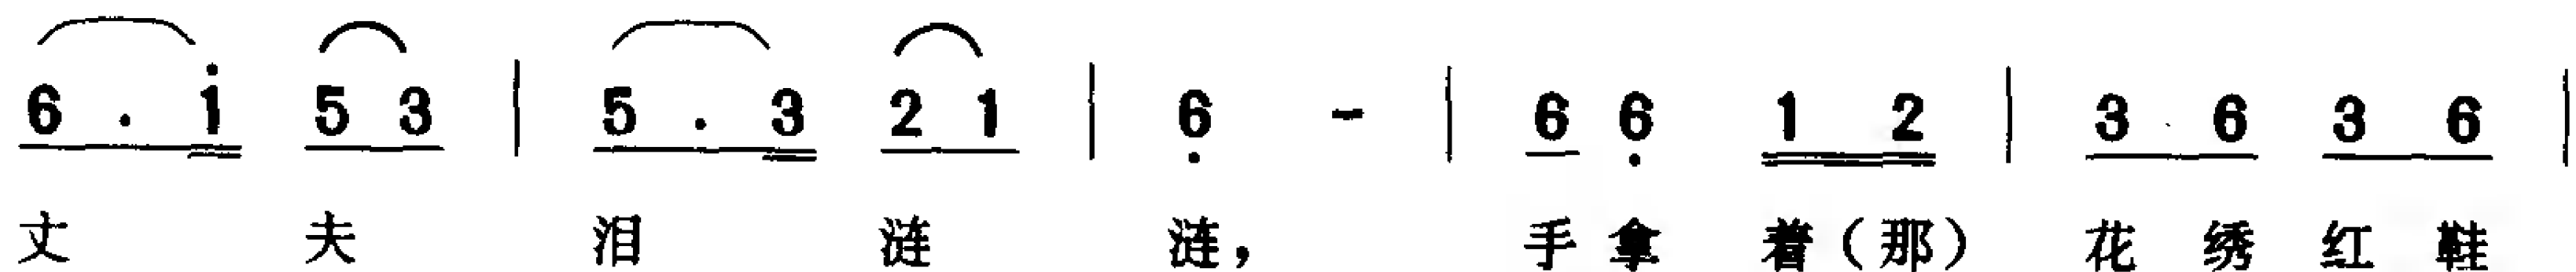 6 . i 5 3 | 5 . 3 2 1 | 6 - | 6 6 1 2 | 3 6 3 6 |
丈 夫 泪 涟 涟， 手 拿 着（那） 花 绣 红 鞋